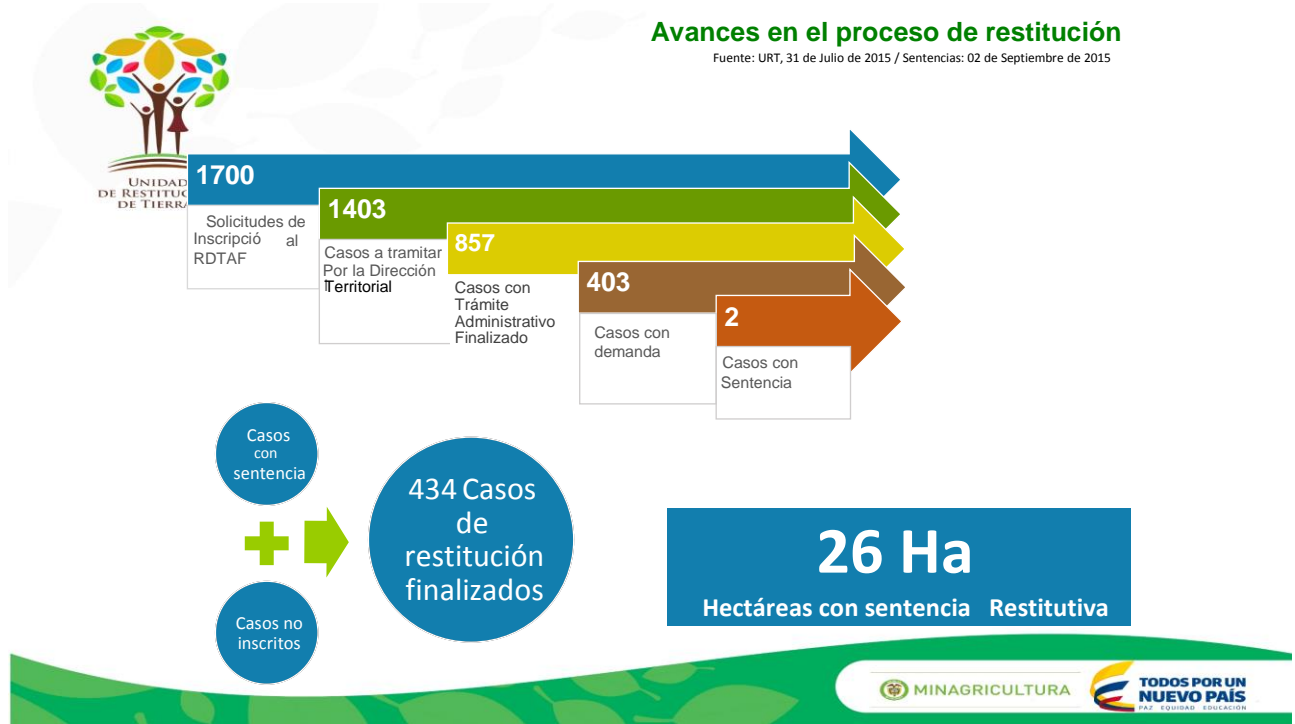 Avances en el proceso de restitución
Fuente: URT, 31 de Julio de 2015 / Sentencias: 02 de Septiembre de 2015
UNIDAD
DE RESTITUC
DE TIERRA
1700
Solicitudes de
Inscripció al
RDTAF
1403
Casos a tramitar
Por la Dirección
Territorial
857
Casos con
Trámite
Administrativo
Finalizado
403
Casos con
demanda
2
Casos con
Sentencia
Casos
con
sentencia
Casos no
inscritos
434 Casos
de
restitución
finalizados
26 Ha
Hectáreas con sentencia Restitutiva
MINAGRICULTURA
TODOS POR UN
NUEVO PAÍS
PAZ EQUIDAD EDUCACIÓN